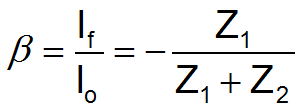 β = I_f / I_o = − Z_1 / (Z_1 + Z_2)